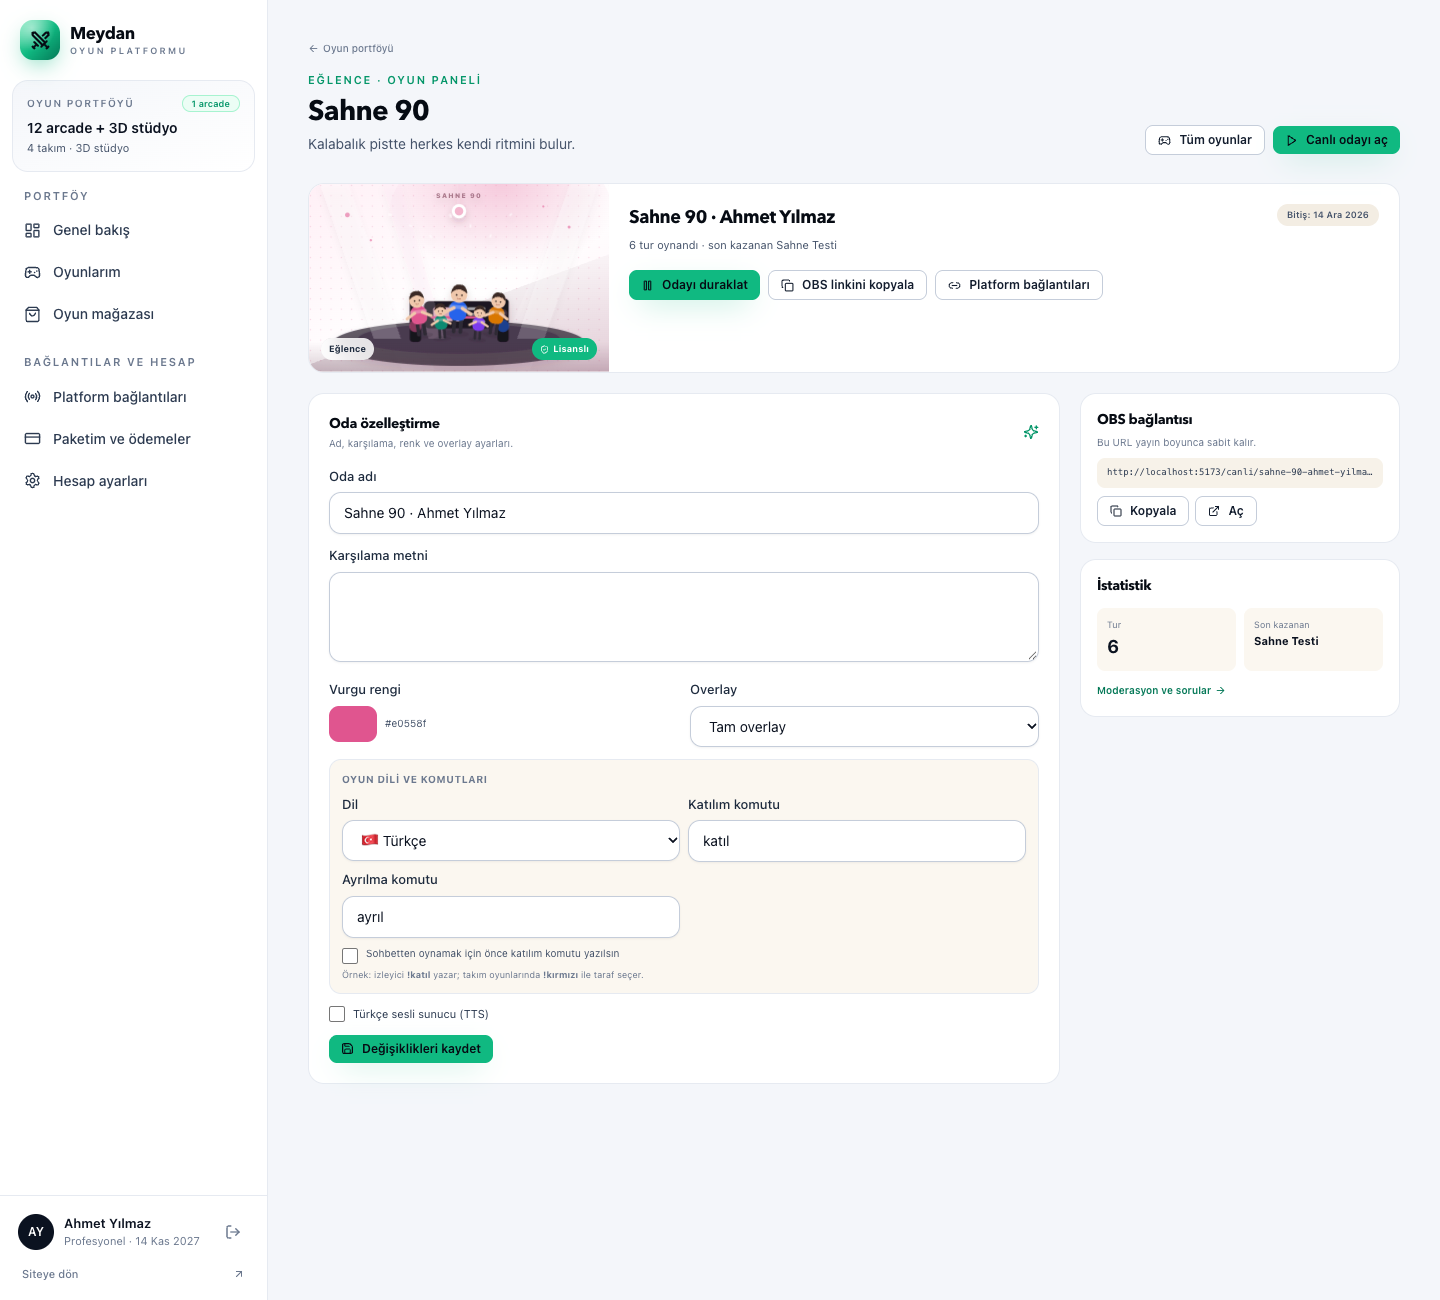 Meydan
OYUN PLATFORMU
OYUN PORTFÖYÜ
1 arcade
12 arcade + 3D stüdyo
4 takım · 3D stüdyo
PORTFÖY
Genel bakış
Oyunlarım
Oyun mağazası
BAĞLANTILAR VE HESAP
Platform bağlantıları
Paketim ve ödemeler
Hesap ayarları
AY
Ahmet Yılmaz
Profesyonel · 14 Kas 2027
Siteye dön
← Oyun portföyü
EĞLENCE · OYUN PANELİ
Sahne 90
Kalabalık pistte herkes kendi ritmini bulur.
Tüm oyunlar
Canlı odayı aç
SAHNE 90
Eğlence
Lisanslı
Sahne 90 · Ahmet Yılmaz
Bitiş: 14 Ara 2026
6 tur oynandı · son kazanan Sahne Testi
Odayı duraklat
OBS linkini kopyala
Platform bağlantıları
Oda özelleştirme
Ad, karşılama, renk ve overlay ayarları.
Oda adı
Sahne 90 · Ahmet Yılmaz
Karşılama metni
Vurgu rengi
#e0558f
Overlay
Tam overlay
OYUN DİLİ VE KOMUTLARI
Dil
Türkçe
Katılım komutu
katıl
Ayrılma komutu
ayrıl
Sohbetten oynamak için önce katılım komutu yazılsın
Örnek: izleyici !katıl yazar; takım oyunlarında !kırmızı ile taraf seçer.
Türkçe sesli sunucu (TTS)
Değişiklikleri kaydet
OBS bağlantısı
Bu URL yayın boyunca sabit kalır.
http://localhost:5173/canli/sahne-90-ahmet-yilma…
Kopyala
Aç
İstatistik
Tur
6
Son kazanan
Sahne Testi
Moderasyon ve sorular →